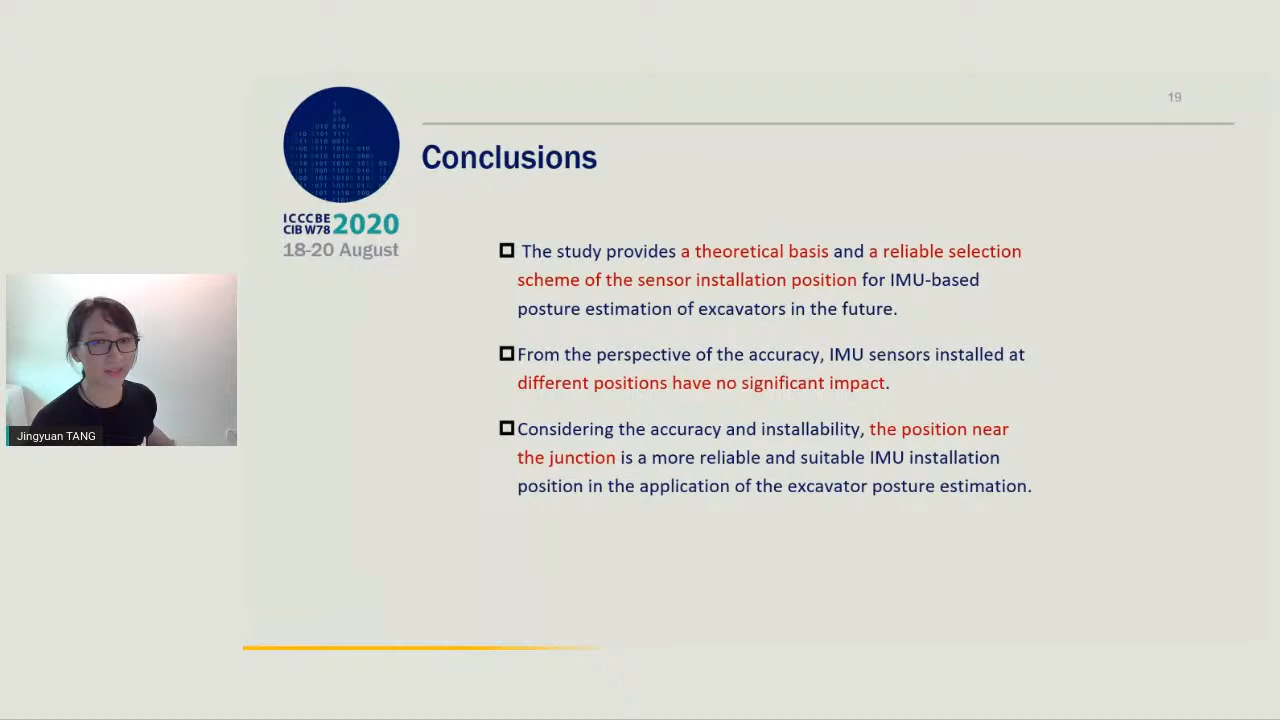 19
Conclusions
ICCCBE
CIB W78 2020
18-20 August
The study provides a theoretical basis and a reliable selection
scheme of the sensor installation position for IMU-based
posture estimation of excavators in the future.
From the perspective of the accuracy, IMU sensors installed at
different positions have no significant impact.
Considering the accuracy and installability, the position near
the junction is a more reliable and suitable IMU installation
position in the application of the excavator posture estimation.
Jingyuan TANG